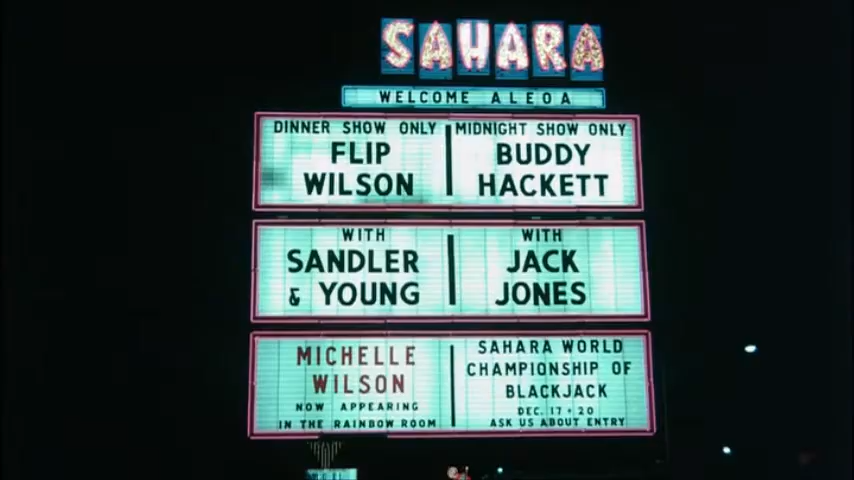 SAHARA
WELCOME ALEOA
DINNER SHOW ONLY
FLIP
WILSON
MIDNIGHT SHOW ONLY
BUDDY
HACKETT
WITH
SANDLER
& YOUNG
WITH
JACK
JONES
MICHELLE
WILSON
NOW APPEARING
IN THE RAINBOW ROOM
SAHARA WORLD
CHAMPIONSHIP OF
BLACKJACK
DEC. 17 • 20
ASK US ABOUT ENTRY